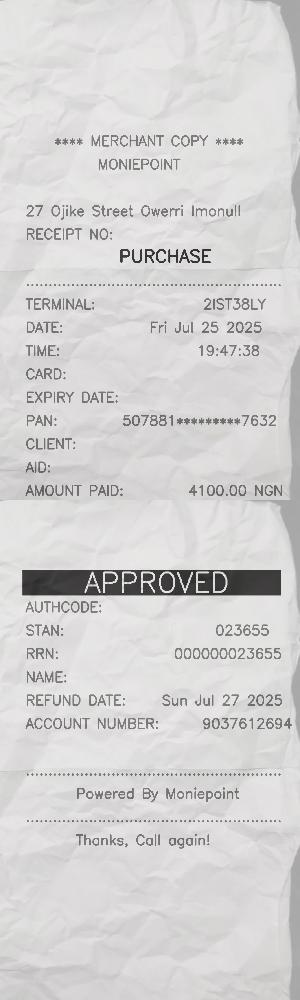 **** MERCHANT COPY ****
MONIEPOINT
27 Ojike Street Owerri Imonull
RECEIPT NO:
PURCHASE
TERMINAL: 2IST38LY
DATE: Fri Jul 25 2025
TIME: 19:47:38
CARD:
EXPIRY DATE:
PAN: 507881*********7632
CLIENT:
AID:
AMOUNT PAID: 4100.00 NGN
APPROVED
AUTHCODE:
STAN: 023655
RRN: 000000023655
NAME:
REFUND DATE: Sun Jul 27 2025
ACCOUNT NUMBER: 9037612694
Powered By Moniepoint
Thanks, Call again!